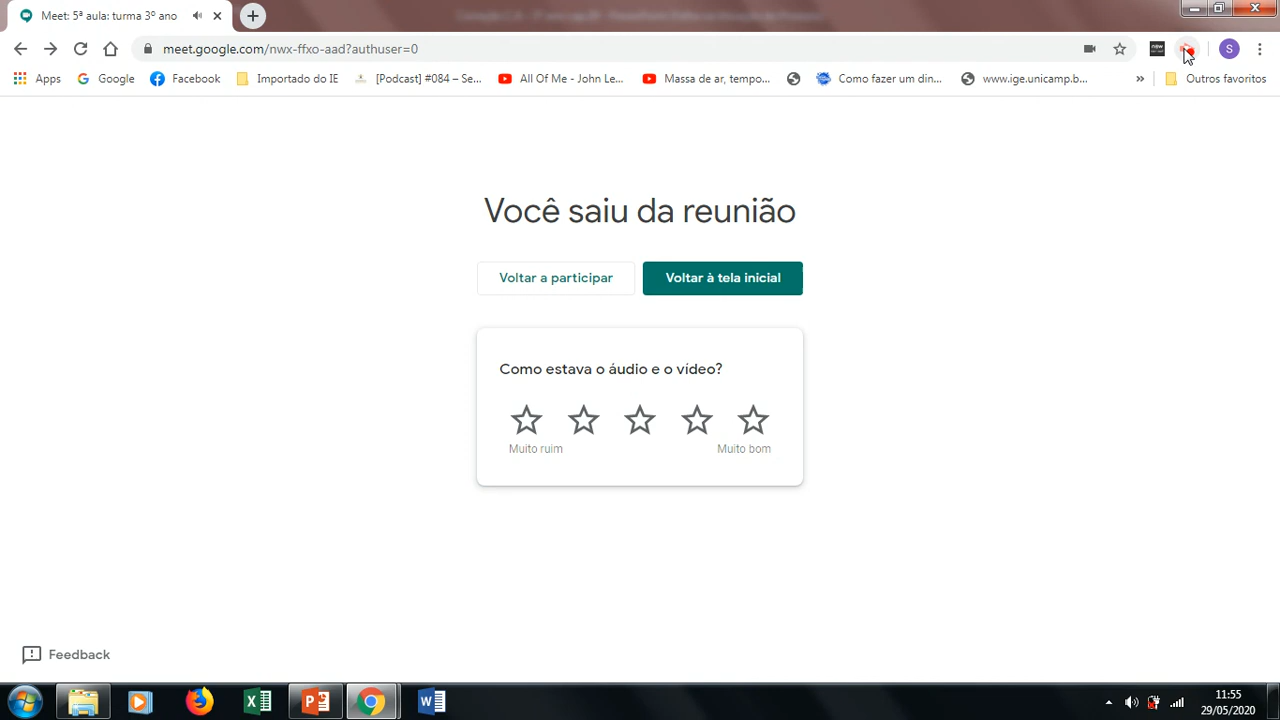 Meet: 5ª aula: turma 3º ano
meet.google.com/nwx-ffxo-aad?authuser=0
S
Apps
Google
Facebook
Importado do IE
[Podcast] #084 – Se...
All Of Me - John Le...
Massa de ar, tempo...
Como fazer um din...
www.ige.unicamp.b...
»
Outros favoritos
Você saiu da reunião
Voltar a participar
Voltar à tela inicial
Como estava o áudio e o vídeo?
Muito ruim
Muito bom
Feedback
11:55
29/05/2020